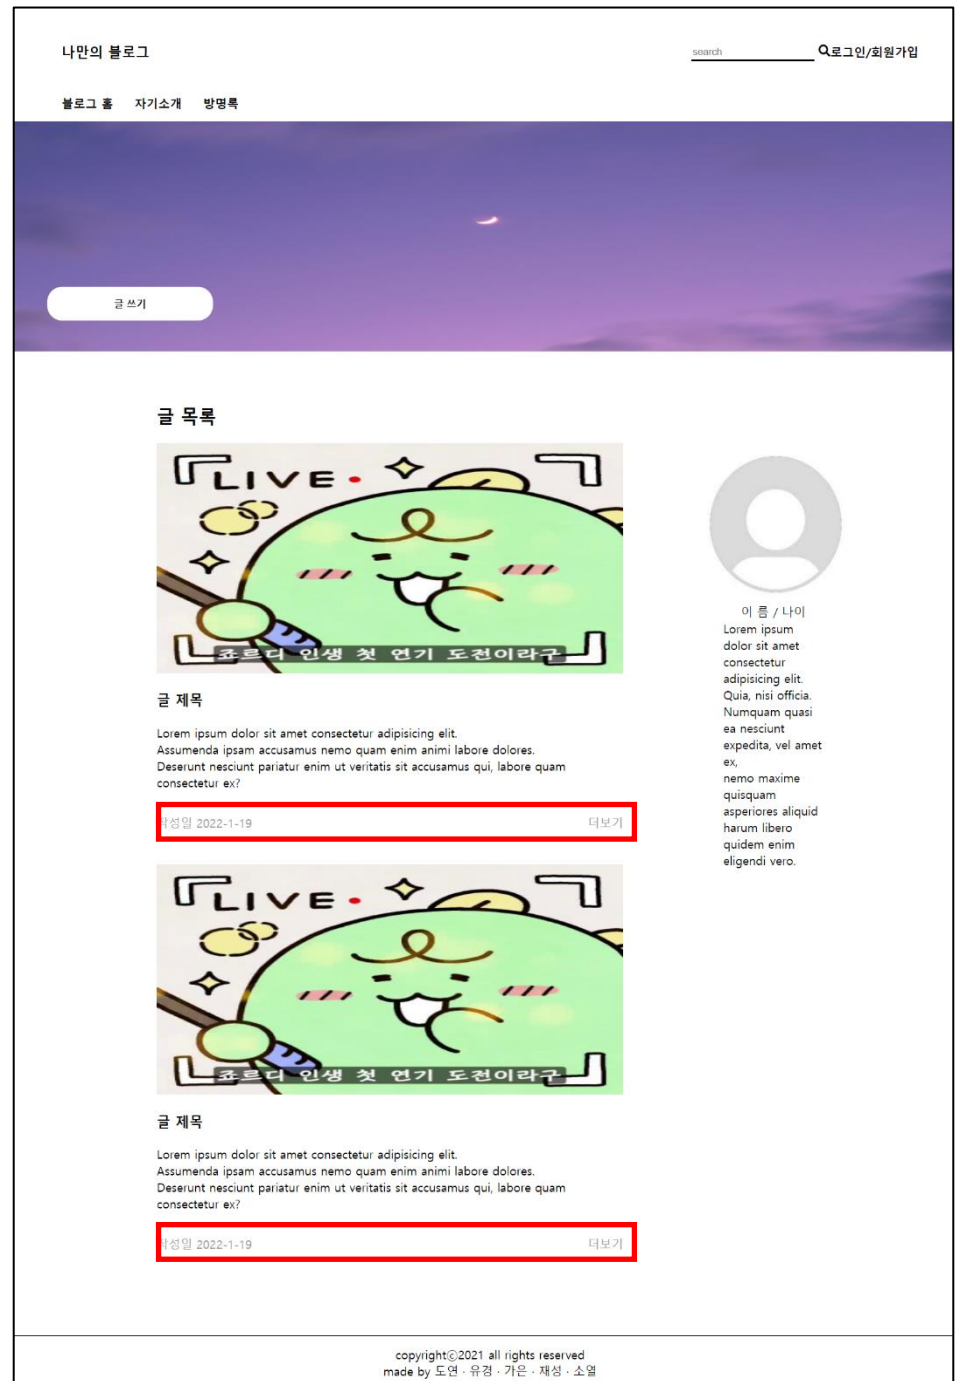 나만의 블로그
search
로그인/회원가입
블로그 홈 자기소개 방명록
글 쓰기
글 목록
LIVE
죠르디 인생 첫 연기 도전이라구
글 제목
Lorem ipsum dolor sit amet consectetur adipisicing elit.
Assumenda ipsam accusamus nemo quam enim animi labore dolores.
Deserunt nesciunt pariatur enim ut veritatis sit accusamus qui, labore quam
consectetur ex?
작성일 2022-1-19 더보기
LIVE
죠르디 인생 첫 연기 도전이라구
글 제목
Lorem ipsum dolor sit amet consectetur adipisicing elit.
Assumenda ipsam accusamus nemo quam enim animi labore dolores.
Deserunt nesciunt pariatur enim ut veritatis sit accusamus qui, labore quam
consectetur ex?
작성일 2022-1-19 더보기
이 름 / 나이
Lorem ipsum
dolor sit amet
consectetur
adipisicing elit.
Quia, nisi officia.
Numquam quasi
ea nesciunt
expedita, vel amet
ex,
nemo maxime
quisquam
asperiores aliquid
harum libero
quidem enim
eligendi vero.
copyrightⓒ2021 all rights reserved
made by 도연 · 유경 · 가은 · 재성 · 소열